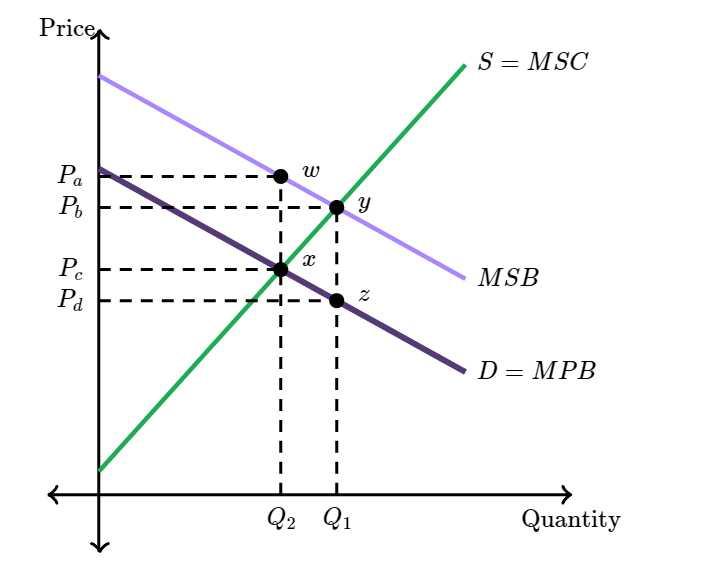 Price
S = MSC
P_a
w
P_b
y
P_c
x
MSB
P_d
z
D = MPB
Q_2
Q_1
Quantity